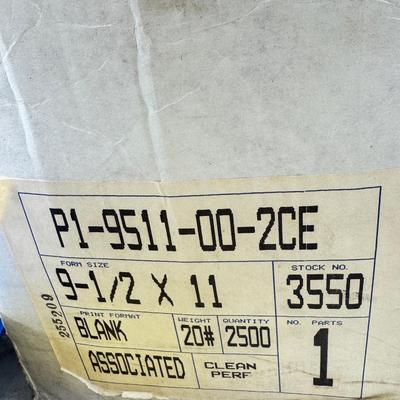 P1-9511-00-2CE
FORM SIZE
9-1/2 X 11
STOCK NO.
3550
PRINT FORMAT
BLANK
WEIGHT
20#
QUANTITY
2500
NO. PARTS
1
ASSOCIATED
CLEAN
PERF
255209